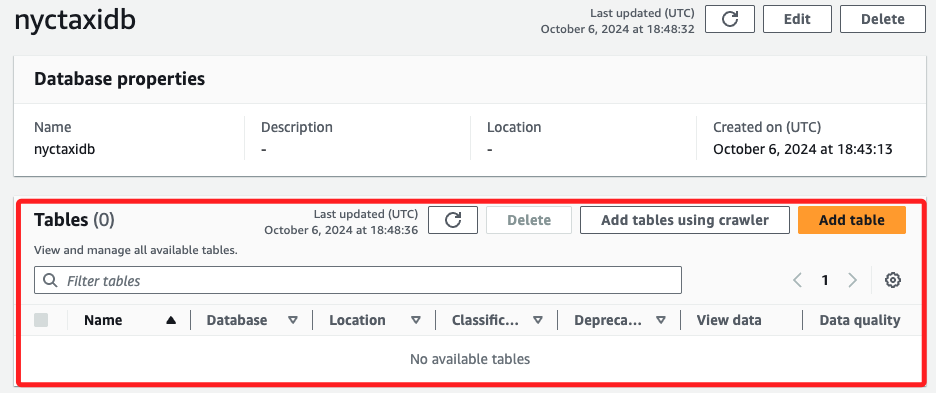 nyctaxidb
Last updated (UTC)
October 6, 2024 at 18:48:32
Edit
Delete
Database properties
Name
nyctaxidb
Description
-
Location
-
Created on (UTC)
October 6, 2024 at 18:43:13
Tables (0)
Last updated (UTC)
October 6, 2024 at 18:48:36
Delete
Add tables using crawler
Add table
View and manage all available tables.
Filter tables
1
Name Database Location Classific... Depreca... View data Data quality
No available tables